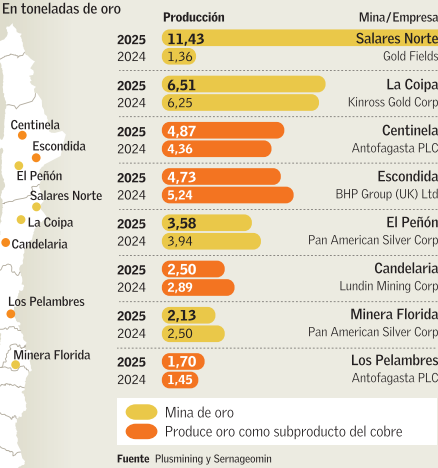 En toneladas de oro
Producción Mina/Empresa
2025 11,43 Salares Norte
2024 1,36 Gold Fields
2025 6,51 La Coipa
2024 6,25 Kinross Gold Corp
2025 4,87 Centinela
2024 4,36 Antofagasta PLC
2025 4,73 Escondida
2024 5,24 BHP Group (UK) Ltd
2025 3,58 El Peñón
2024 3,94 Pan American Silver Corp
2025 2,50 Candelaria
2024 2,89 Lundin Mining Corp
2025 2,13 Minera Florida
2024 2,50 Pan American Silver Corp
2025 1,70 Los Pelambres
2024 1,45 Antofagasta PLC
Centinela
Escondida
El Peñón
Salares Norte
La Coipa
Candelaria
Los Pelambres
Minera Florida
Mina de oro
Produce oro como subproducto del cobre
Fuente Plusmining y Sernageomin